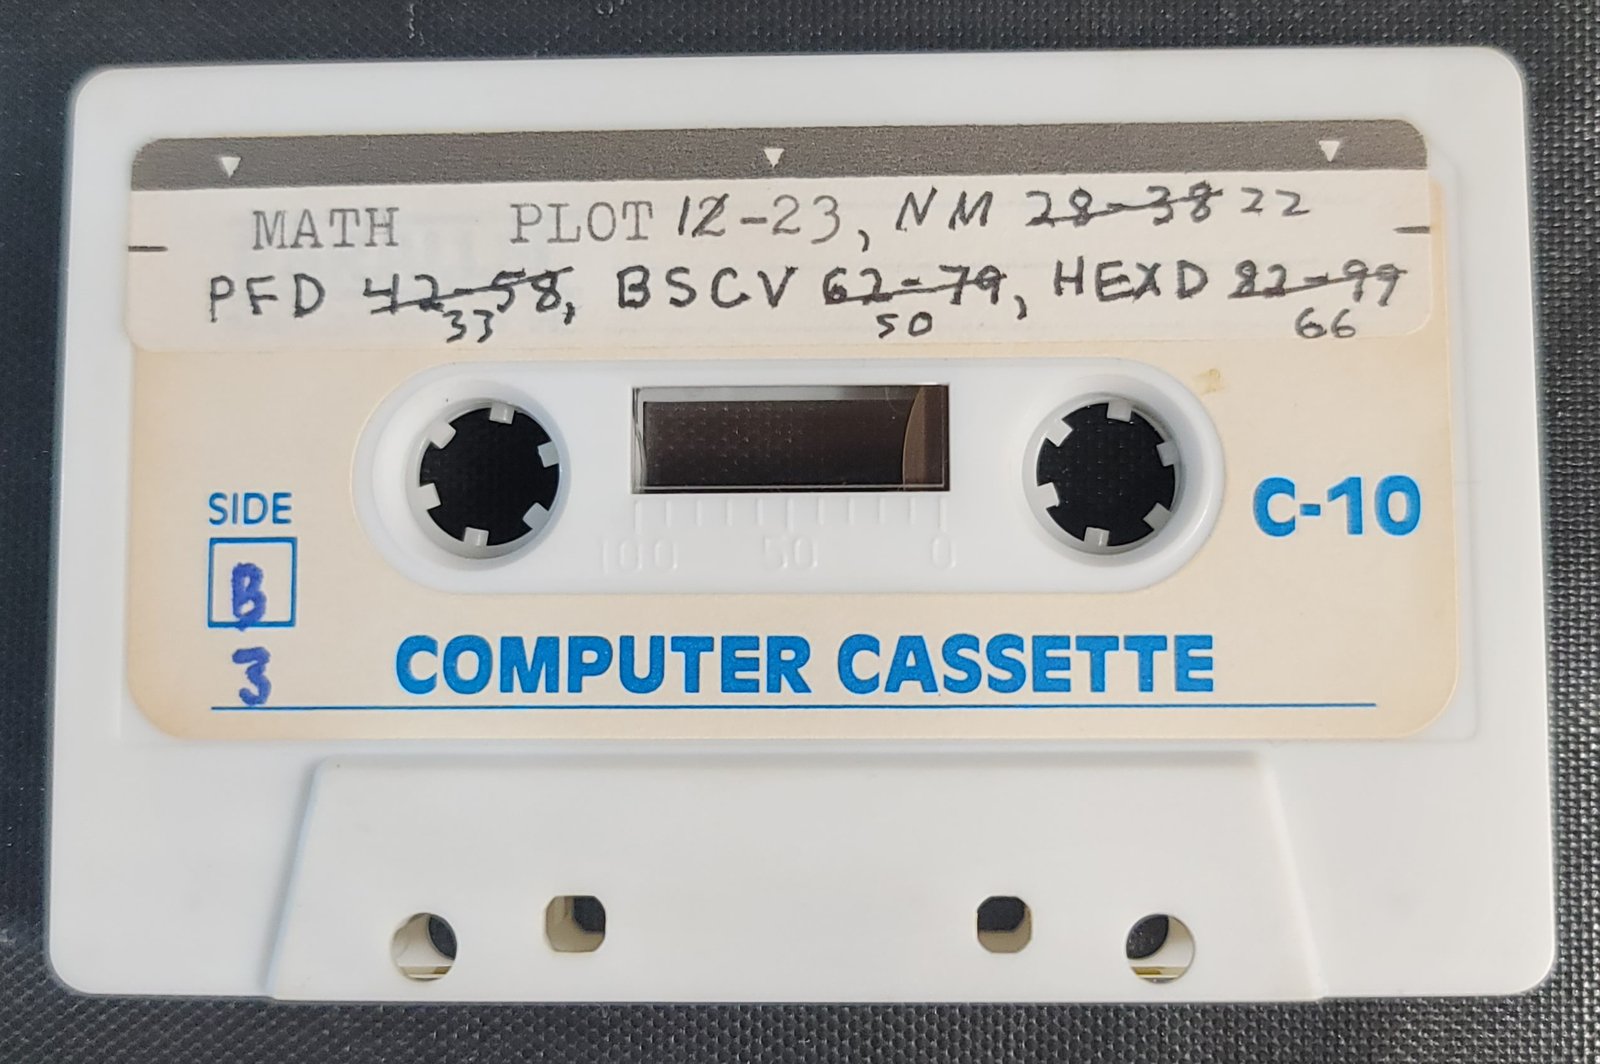 MATH PLOT 12-23, NM 28-38 22
PFD 42-58, BSCV 62-79, HEXD 82-99
33 50 66
100 50 0
SIDE
B
3
C-10
COMPUTER CASSETTE